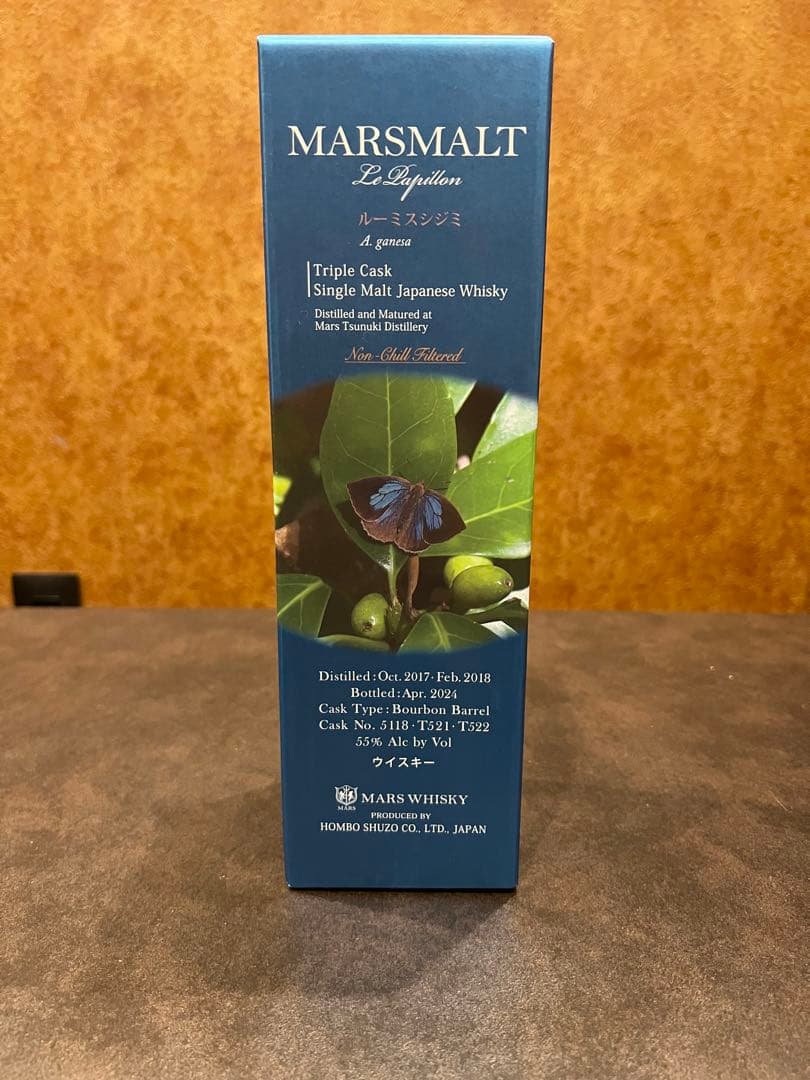 MARSMALT
Le Papillon
ルーミスシジミ
A. ganesa
Triple Cask
Single Malt Japanese Whisky
Distilled and Matured at
Mars Tsunuki Distillery
Non-Chill Filtered
Distilled : Oct. 2017 · Feb. 2018
Bottled : Apr. 2024
Cask Type : Bourbon Barrel
Cask No. 5118 · T521 · T522
55% Alc by Vol
ウイスキー
MARS
MARS WHISKY
PRODUCED BY
HOMBO SHUZO CO., LTD., JAPAN